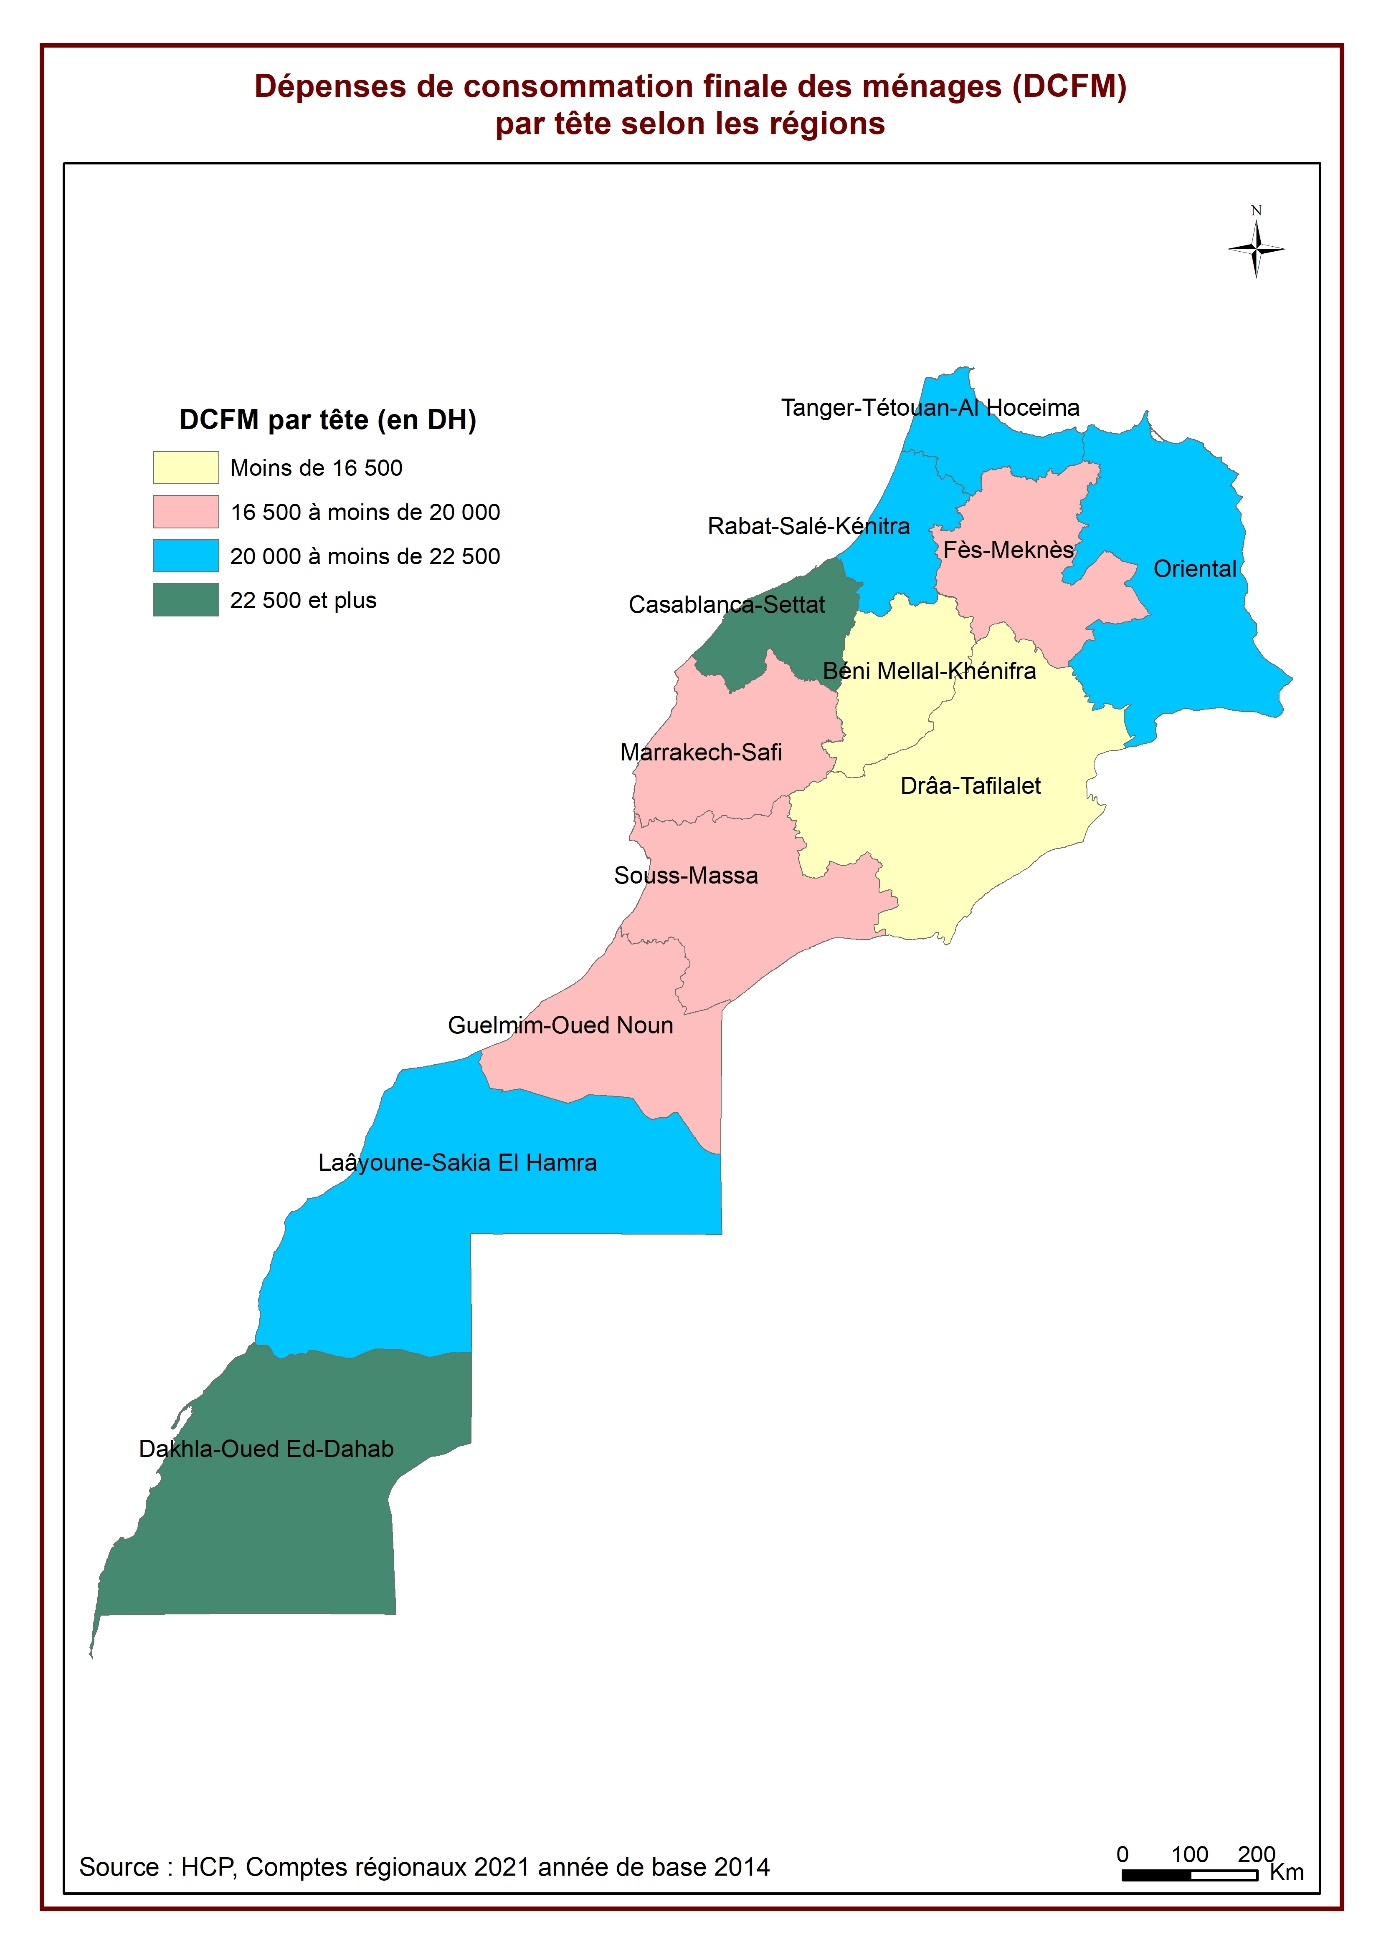 Dépenses de consommation finale des ménages (DCFM)
par tête selon les régions
N
DCFM par tête (en DH)
Moins de 16 500
16 500 à moins de 20 000
20 000 à moins de 22 500
22 500 et plus
Tanger-Tétouan-Al Hoceima
Rabat-Salé-Kénitra
Fès-Meknès
Oriental
Casablanca-Settat
Béni Mellal-Khénifra
Marrakech-Safi
Drâa-Tafilalet
Souss-Massa
Guelmim-Oued Noun
Laâyoune-Sakia El Hamra
Dakhla-Oued Ed-Dahab
Source : HCP, Comptes régionaux 2021 année de base 2014
0 100 200
Km